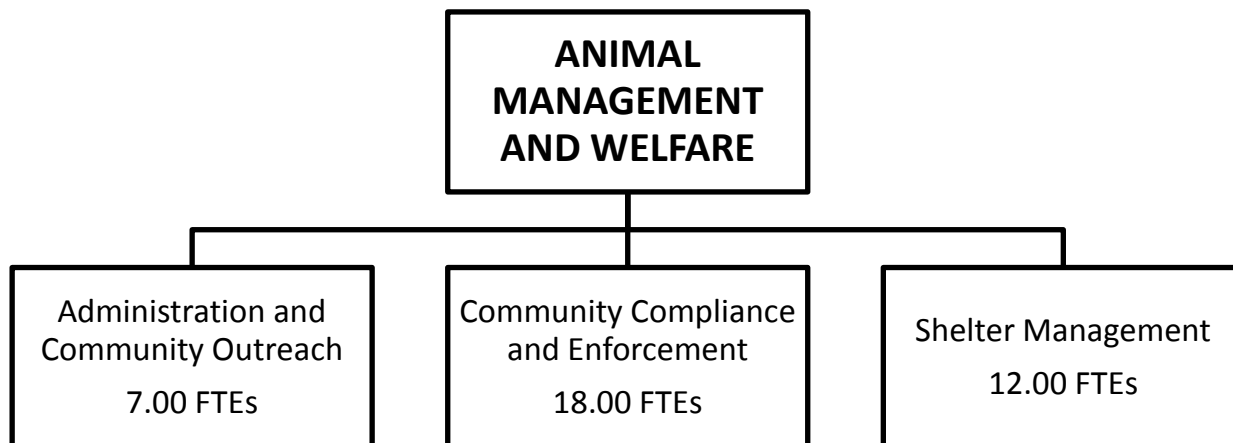 ANIMAL
MANAGEMENT
AND WELFARE
Administration and
Community Outreach
7.00 FTEs
Community Compliance
and Enforcement
18.00 FTEs
Shelter Management
12.00 FTEs